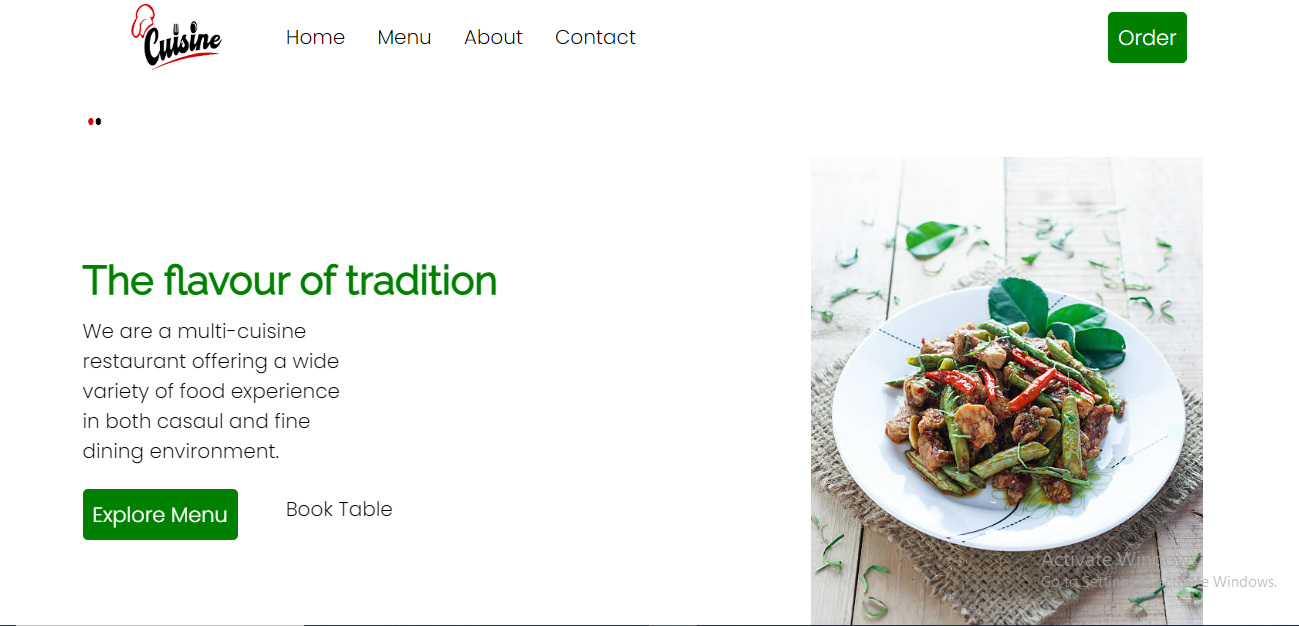 Cuisine
Home Menu About Contact
Order
The flavour of tradition
We are a multi-cuisine
restaurant offering a wide
variety of food experience
in both casaul and fine
dining environment.
Explore Menu
Book Table
Activate Windows
Go to Settings to activate Windows.